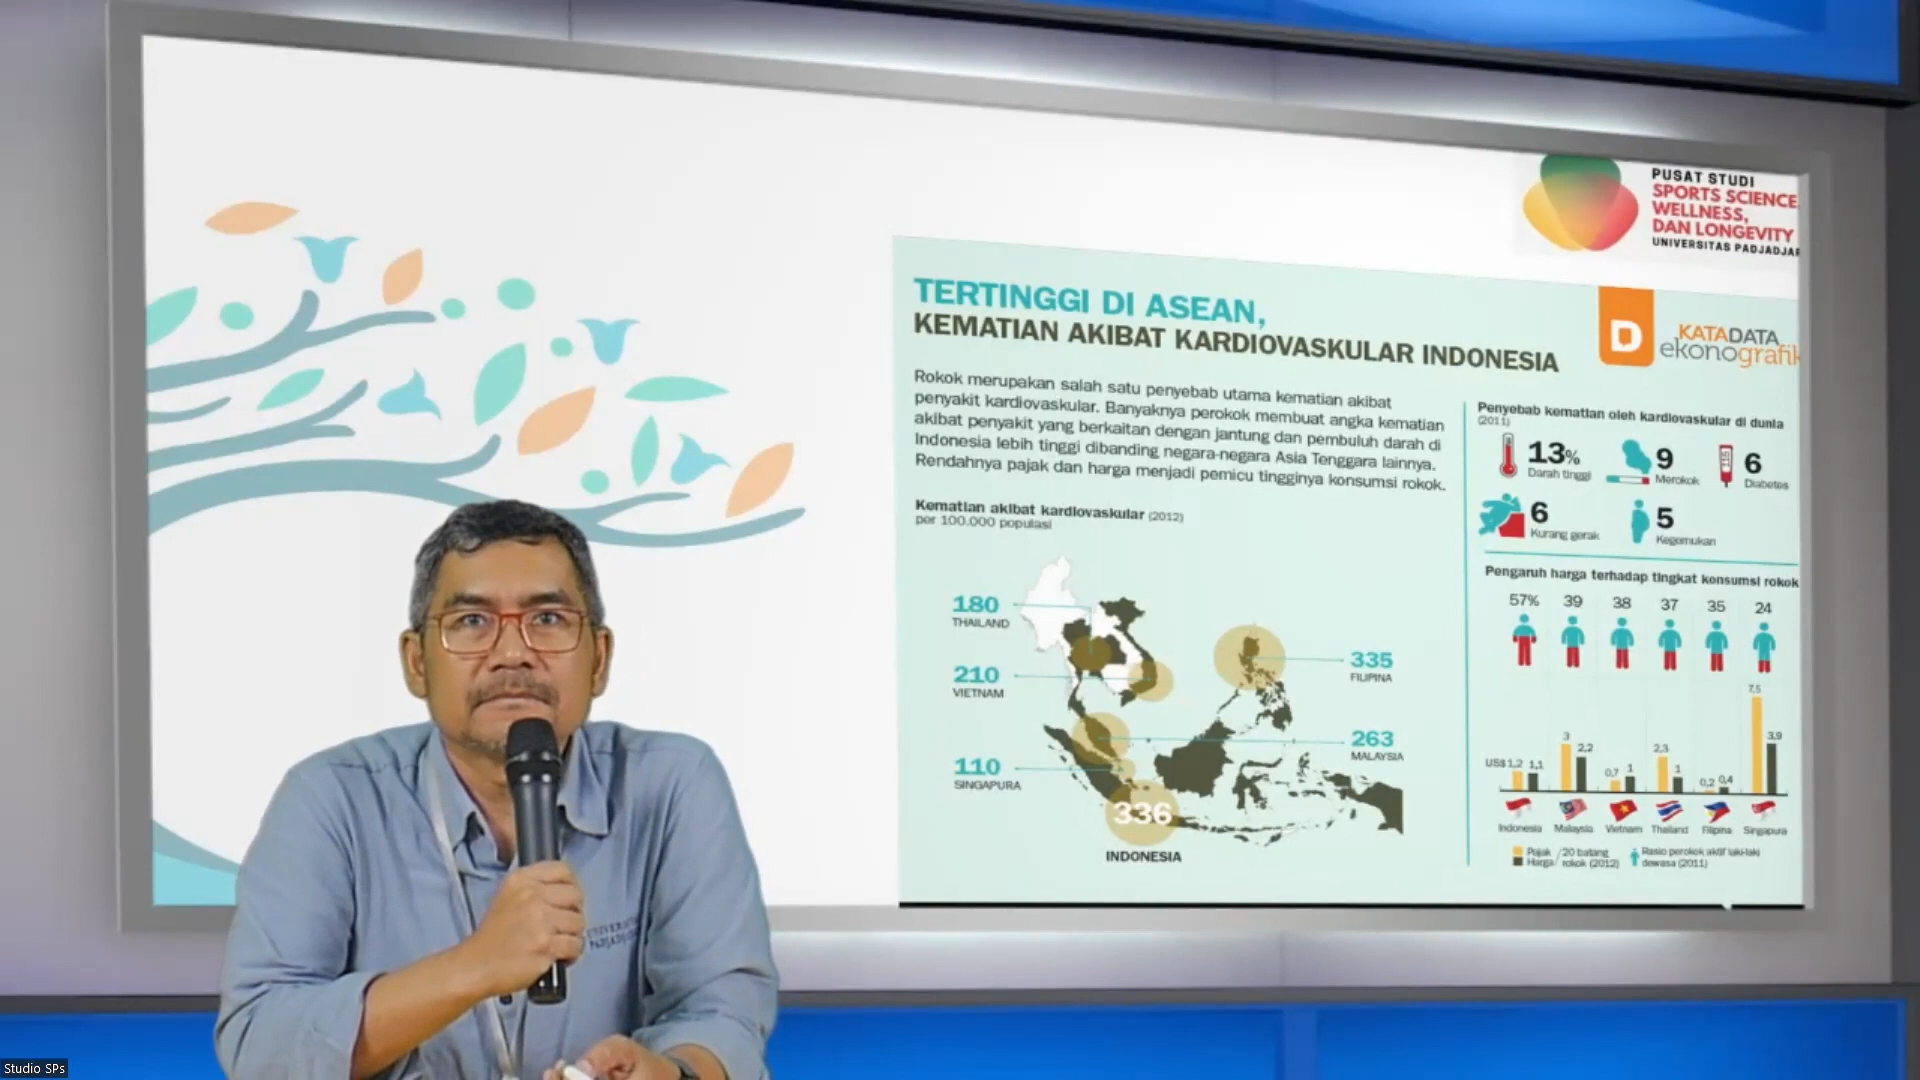 PUSAT STUDI
SPORTS SCIENCE,
WELLNESS,
DAN LONGEVITY
UNIVERSITAS PADJADJAR
TERTINGGI DI ASEAN,
KEMATIAN AKIBAT KARDIOVASKULAR INDONESIA
D KATADATA
ekonografik
Rokok merupakan salah satu penyebab utama kematian akibat
penyakit kardiovaskular. Banyaknya perokok membuat angka kematian
akibat penyakit yang berkaitan dengan jantung dan pembuluh darah di
Indonesia lebih tinggi dibanding negara-negara Asia Tenggara lainnya.
Rendahnya pajak dan harga menjadi pemicu tingginya konsumsi rokok.
Kematian akibat kardiovaskular (2012)
per 100.000 populasi
180
THAILAND
210
VIETNAM
110
SINGAPURA
336
INDONESIA
335
FILIPINA
263
MALAYSIA
Penyebab kematian oleh kardiovaskular di dunia
(2011)
13%
Darah tinggi
9
Merokok
6
Diabetes
6
Kurang gerak
5
Kegemukan
Pengaruh harga terhadap tingkat konsumsi rokok
57% 39 38 37 35 24
US$ 1,2 1,1 3 2,2 0,7 1 2,3 1 0,2 0,4 7,5 3,9
Indonesia Malaysia Vietnam Thailand Filipina Singapura
Pajak / 20 batang
Harga / rokok (2012)
Rasio perokok aktif laki-laki
dewasa (2011)
UNIVERSIT
PADJADJ
Studio SPs